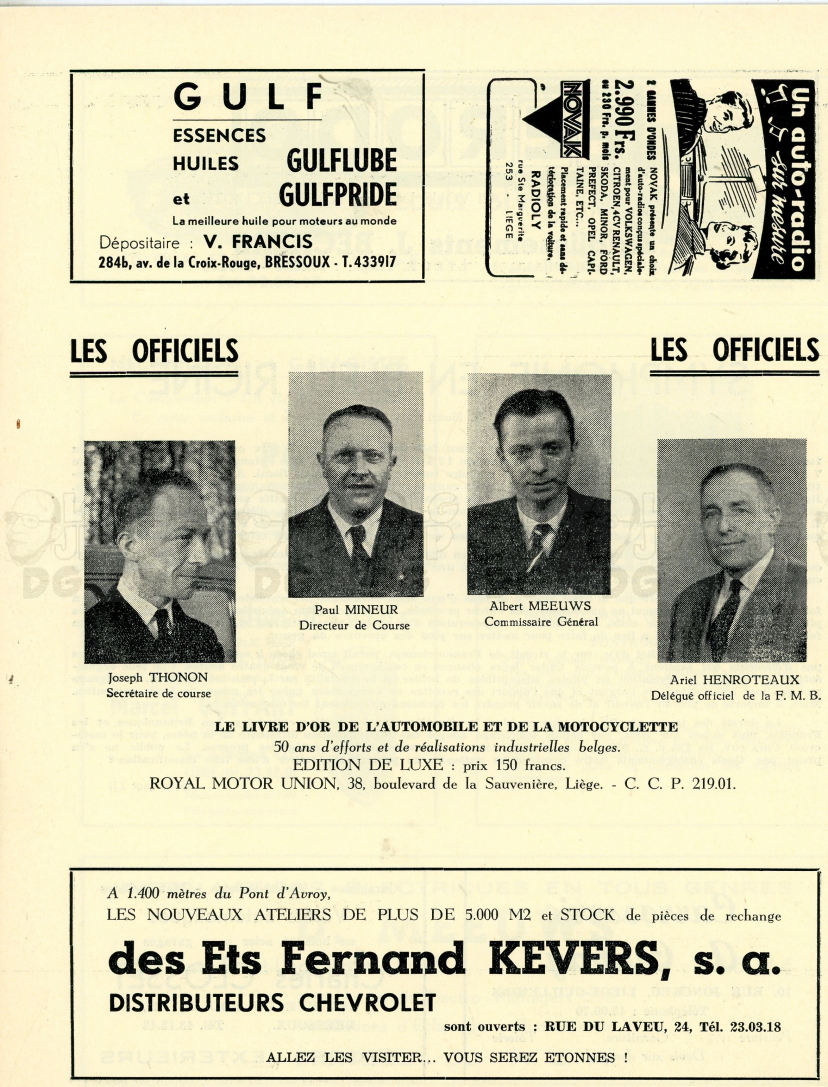 GULF
ESSENCES
HUILES GULFLUBE
et GULFPRIDE
La meilleure huile pour moteurs au monde
Dépositaire : V. FRANCIS
284b, av. de la Croix-Rouge, BRESSOUX - T. 433917
Un auto-radio
sur mesure
2 GAMMES D'ONDES
2.990 Frs.
ou 230 Frs. p. mois
NOVAK
NOVAK présente un choix
d'auto-radios conçus spéciale-
ment pour VOLKSWAGEN,
CITROEN, 4CV RENAULT,
SKODA, MINOR, FORD
PREFECT, OPEL CAPI-
TAINE, ETC...
Placement rapide et sans dé-
térioration de la voiture.
RADIOLY
rue Ste Marguerite
253 - LIEGE
LES OFFICIELS
LES OFFICIELS
Joseph THONON
Secrétaire de course
Paul MINEUR
Directeur de Course
Albert MEEUWS
Commissaire Général
Ariel HENROTEAUX
Délégué officiel de la F. M. B.
LE LIVRE D'OR DE L'AUTOMOBILE ET DE LA MOTOCYCLETTE
50 ans d'efforts et de réalisations industrielles belges.
EDITION DE LUXE : prix 150 francs.
ROYAL MOTOR UNION, 38, boulevard de la Sauvenière, Liège. - C. C. P. 219.01.
A 1.400 mètres du Pont d'Avroy,
LES NOUVEAUX ATELIERS DE PLUS DE 5.000 M2 et STOCK de pièces de rechange
des Ets Fernand KEVERS, s. a.
DISTRIBUTEURS CHEVROLET
sont ouverts : RUE DU LAVEU, 24, Tél. 23.03.18
ALLEZ LES VISITER... VOUS SEREZ ETONNES !